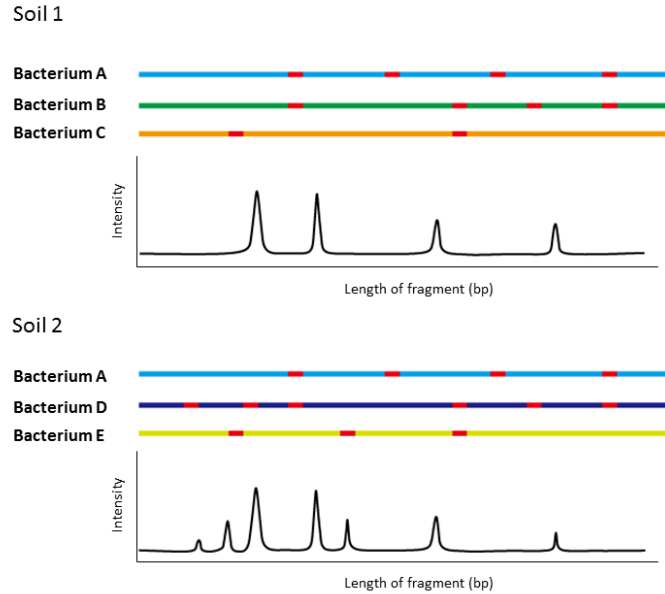 Soil 1
Bacterium A
Bacterium B
Bacterium C
Intensity
Length of fragment (bp)
Soil 2
Bacterium A
Bacterium D
Bacterium E
Intensity
Length of fragment (bp)